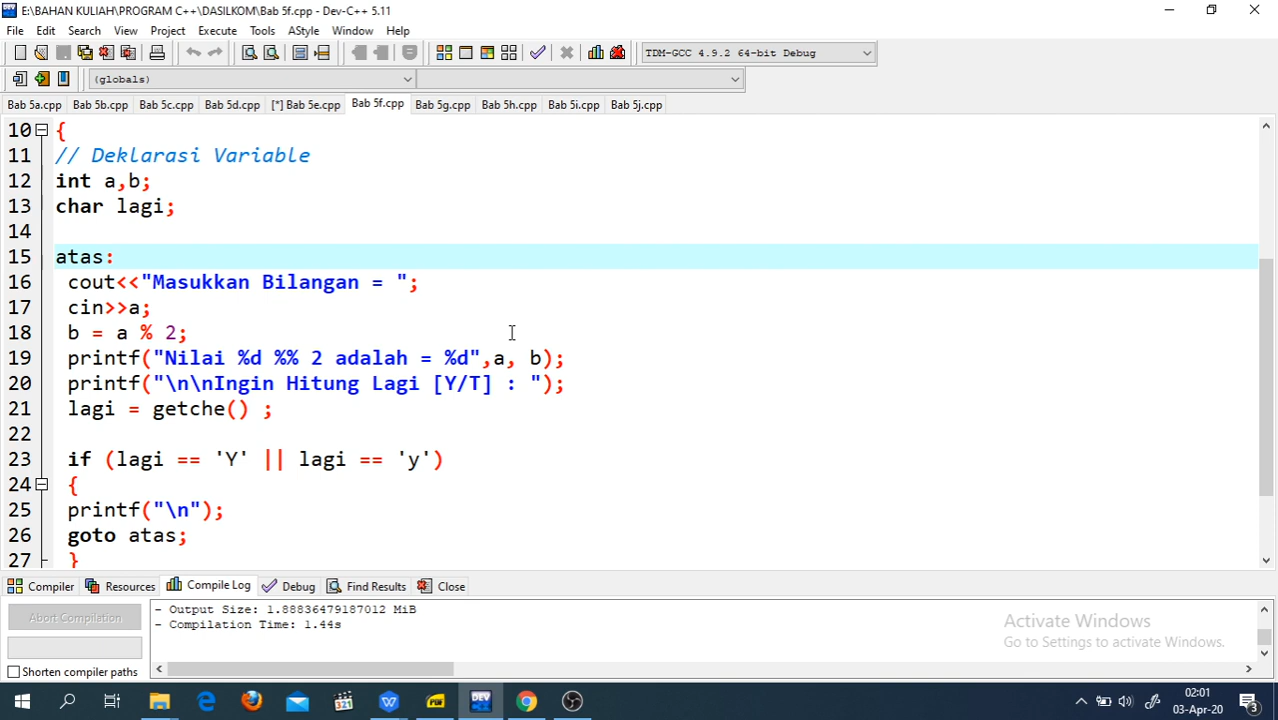 E:\BAHAN KULIAH\PROGRAM C++\DASILKOM\Bab 5f.cpp - Dev-C++ 5.11
File Edit Search View Project Execute Tools AStyle Window Help
TDM-GCC 4.9.2 64-bit Debug
(globals)
Bab 5a.cpp Bab 5b.cpp Bab 5c.cpp Bab 5d.cpp [*] Bab 5e.cpp Bab 5f.cpp Bab 5g.cpp Bab 5h.cpp Bab 5i.cpp Bab 5j.cpp
10 {
11 // Deklarasi Variable
12 int a,b;
13 char lagi;
14
15 atas:
16 cout<<"Masukkan Bilangan = ";
17 cin>>a;
18 b = a % 2;
19 printf("Nilai %d %% 2 adalah = %d",a, b);
20 printf("\n\nIngin Hitung Lagi [Y/T] : ");
21 lagi = getche() ;
22
23 if (lagi == 'Y' || lagi == 'y')
24 {
25 printf("\n");
26 goto atas;
27 }
Compiler Resources Compile Log Debug Find Results Close
Abort Compilation
- Output Size: 1.88836479187012 MiB
- Compilation Time: 1.44s
Shorten compiler paths
Activate Windows
Go to Settings to activate Windows.
321
DEV
02:01
03-Apr-20
3